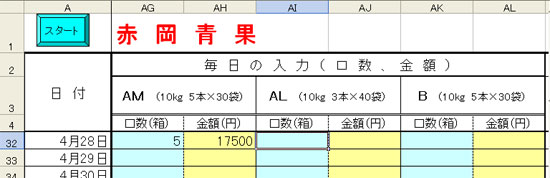 A AG AH AI AJ AK AL
1 スタート 赤岡青果
2 毎日の入力(口数、金額)
3 日付 AM (10kg 5本×30袋) AL (10kg 3本×40袋) B (10kg 5本×30袋)
4 口数(箱) 金額(円) 口数(箱) 金額(円) 口数(箱) 金額(円)
32 4月28日 5 17500
33 4月29日
34 4月30日